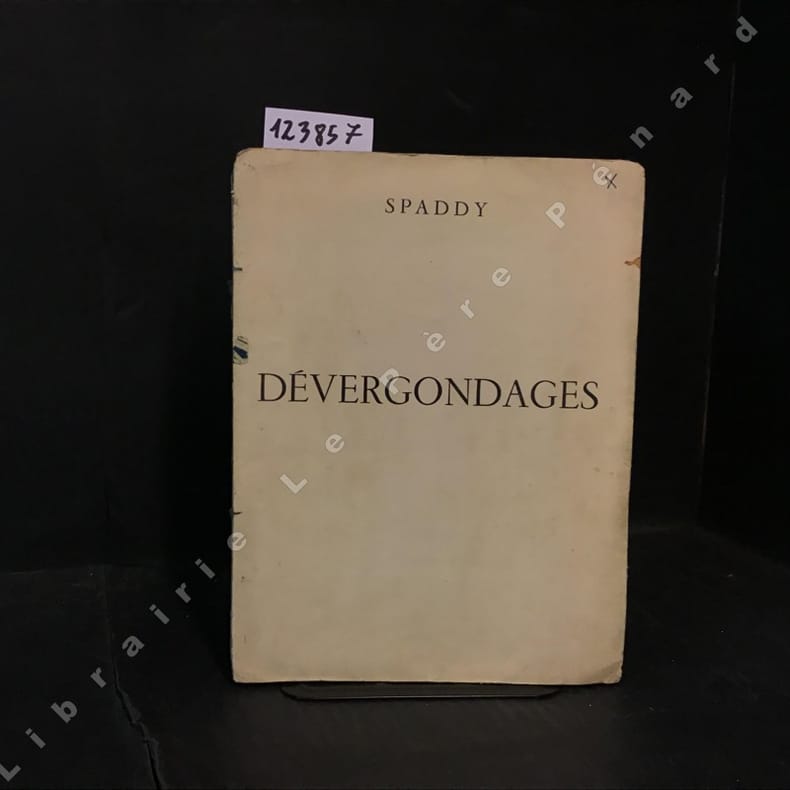 123857
SPADDY
DÉVERGONDAGES
x
Librairie Le Père Pénard